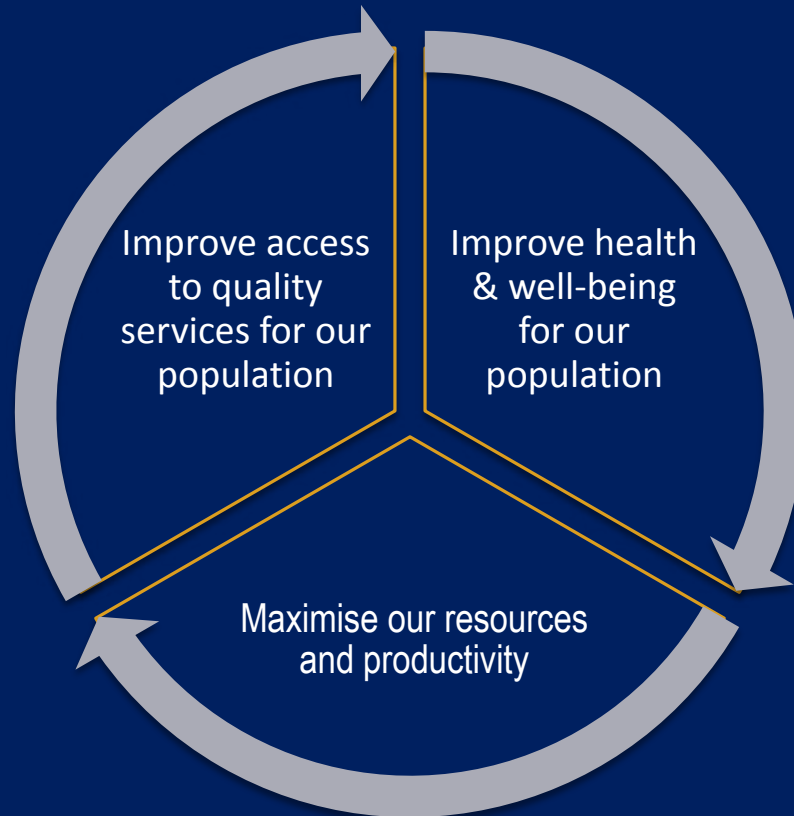 Improve access
to quality
services for our
population
Improve health
& well-being
for our
population
Maximise our resources
and productivity